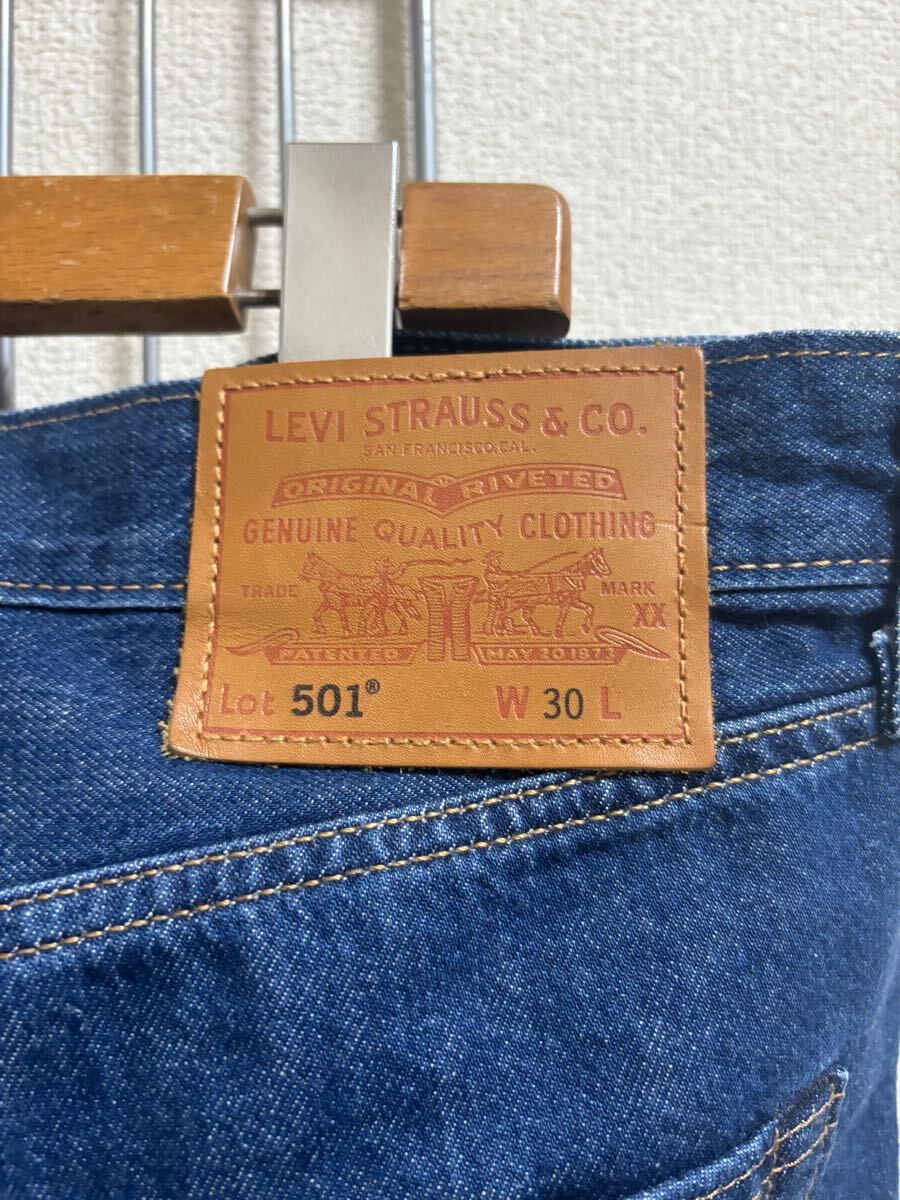 LEVI STRAUSS & CO.
SAN FRANCISCO, CAL.
ORIGINAL RIVETED
GENUINE QUALITY CLOTHING
TRADE MARK
XX
PATENTED MAY 20 1873
Lot 501® W 30 L